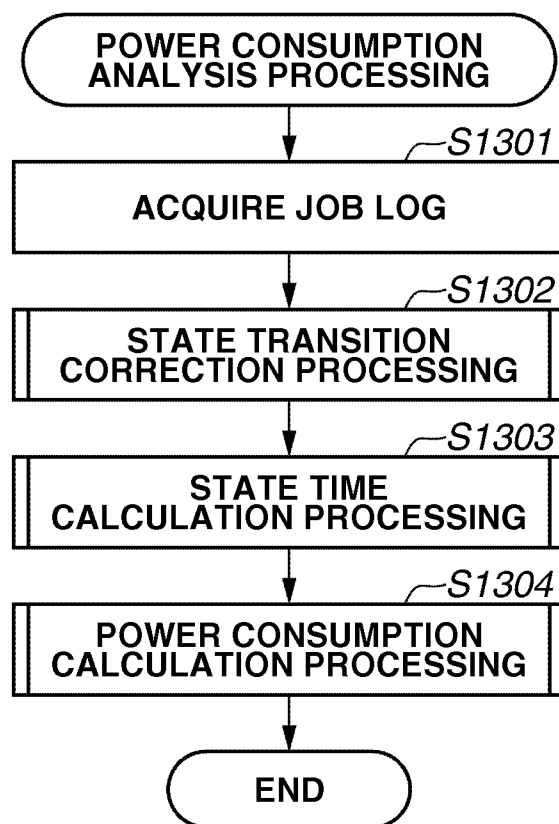 POWER CONSUMPTION
ANALYSIS PROCESSING
S1301
ACQUIRE JOB LOG
S1302
STATE TRANSITION
CORRECTION PROCESSING
S1303
STATE TIME
CALCULATION PROCESSING
S1304
POWER CONSUMPTION
CALCULATION PROCESSING
END